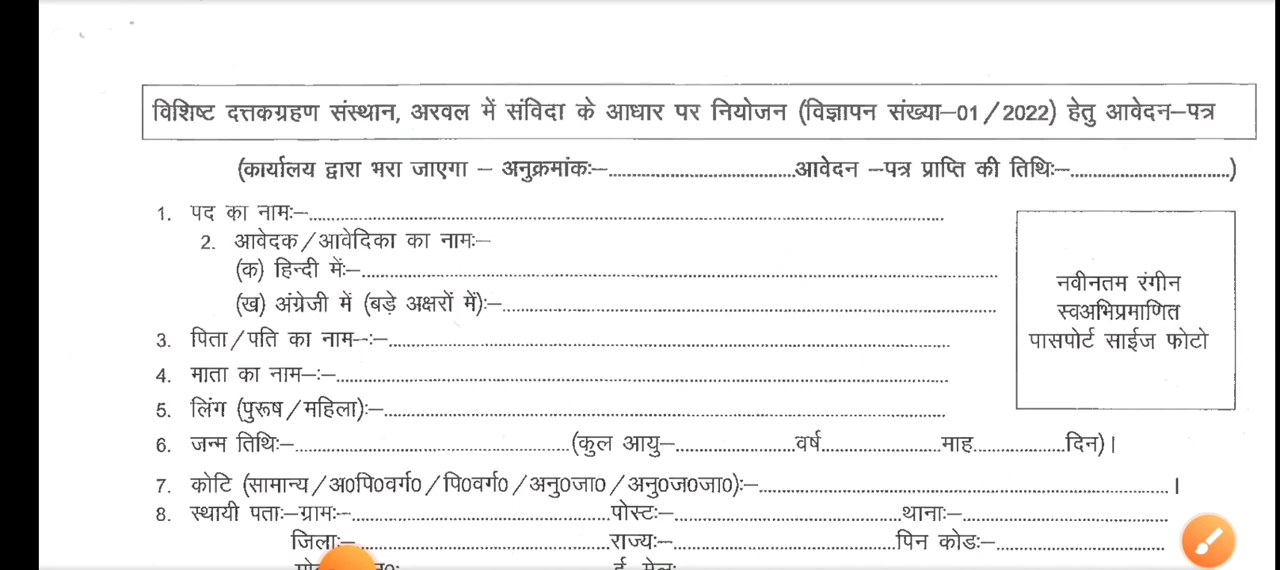 विशिष्ट दत्तकग्रहण संस्थान, अरवल में संविदा के आधार पर नियोजन (विज्ञापन संख्या–01/2022) हेतु आवेदन–पत्र
(कार्यालय द्वारा भरा जाएगा – अनुक्रमांकः–..................................आवेदन –पत्र प्राप्ति की तिथिः–..................................)
1. पद का नामः–..................................
2. आवेदक/आवेदिका का नामः–
(क) हिन्दी में:–..................................
(ख) अंग्रेजी में (बड़े अक्षरों में):–..................................
नवीनतम रंगीन
स्वअभिप्रमाणित
पासपोर्ट साईज फोटो
3. पिता/पति का नाम–:–..................................
4. माता का नाम–:–..................................
5. लिंग (पुरूष/महिला):–..................................
6. जन्म तिथिः–..................................(कुल आयु–......................वर्ष......................माह..................दिन)।
7. कोटि (सामान्य/अ0पि0वर्ग0/पि0वर्ग0/अनु0जा0/अनु0ज0जा0):–..................................।
8. स्थायी पताः–ग्रामः–..................................पोस्टः–..................................थानाः–..................................
जिलाः–..................................राज्यः–..................................पिन कोडः–..................................